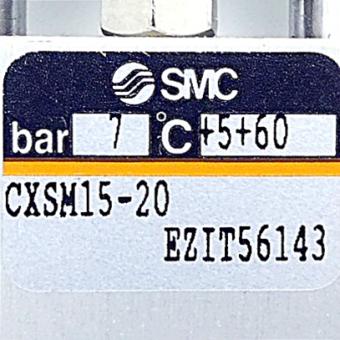 SMC
bar 7 °C +5+60
CXSM15-20
EZIT56143